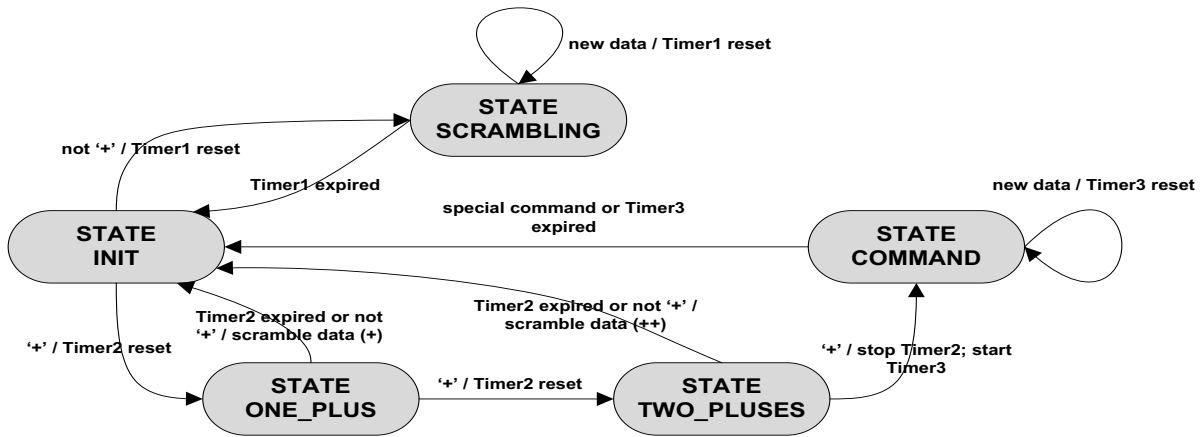 new data / Timer1 reset
STATE
SCRAMBLING
not ‘+’ / Timer1 reset
Timer1 expired
new data / Timer3 reset
special command or Timer3
expired
STATE
INIT
STATE
COMMAND
Timer2 expired or not
‘+’ / scramble data (+)
Timer2 expired or not ‘+’ /
scramble data (++)
‘+’ / Timer2 reset
‘+’ / stop Timer2; start
Timer3
STATE
ONE_PLUS
‘+’ / Timer2 reset
STATE
TWO_PLUSES